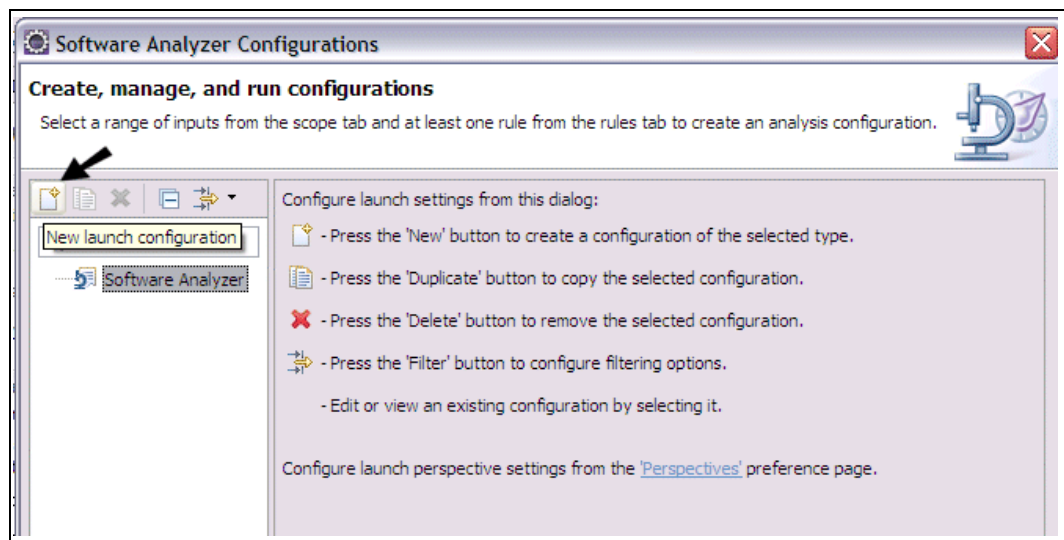 Software Analyzer Configurations
Create, manage, and run configurations
Select a range of inputs from the scope tab and at least one rule from the rules tab to create an analysis configuration.
New launch configuration
Software Analyzer
Configure launch settings from this dialog:
- Press the 'New' button to create a configuration of the selected type.
- Press the 'Duplicate' button to copy the selected configuration.
- Press the 'Delete' button to remove the selected configuration.
- Press the 'Filter' button to configure filtering options.
- Edit or view an existing configuration by selecting it.
Configure launch perspective settings from the 'Perspectives' preference page.